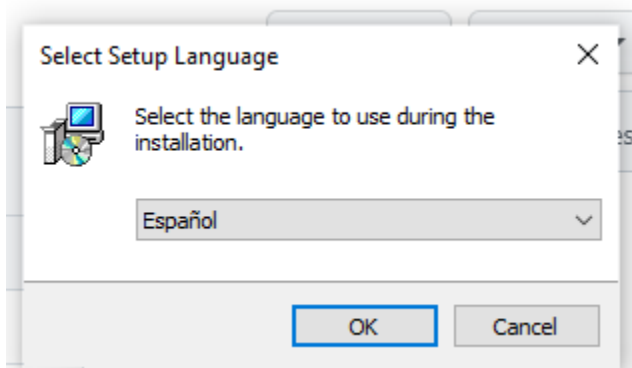 Select Setup Language
Select the language to use during the
installation.
Español
OK
Cancel